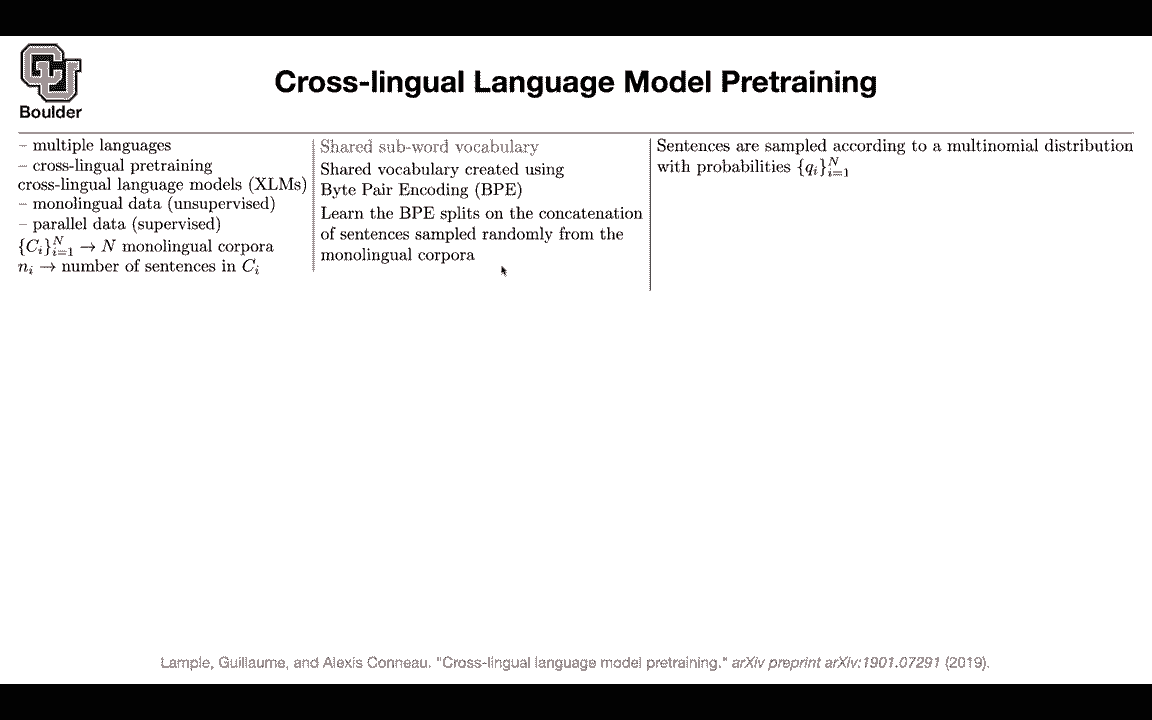 Boulder
Cross-lingual Language Model Pretraining
– multiple languages
– cross-lingual pretraining
cross-lingual language models (XLMs)
– monolingual data (unsupervised)
– parallel data (supervised)
$\{C_i\}_{i=1}^N \to N$ monolingual corpora
$n_i \to$ number of sentences in $C_i$
Shared sub-word vocabulary
Shared vocabulary created using
Byte Pair Encoding (BPE)
Learn the BPE splits on the concatenation
of sentences sampled randomly from the
monolingual corpora
Sentences are sampled according to a multinomial distribution
with probabilities $\{q_i\}_{i=1}^N$
Lample, Guillaume, and Alexis Conneau. "Cross-lingual language model pretraining." arXiv preprint arXiv:1901.07291 (2019).